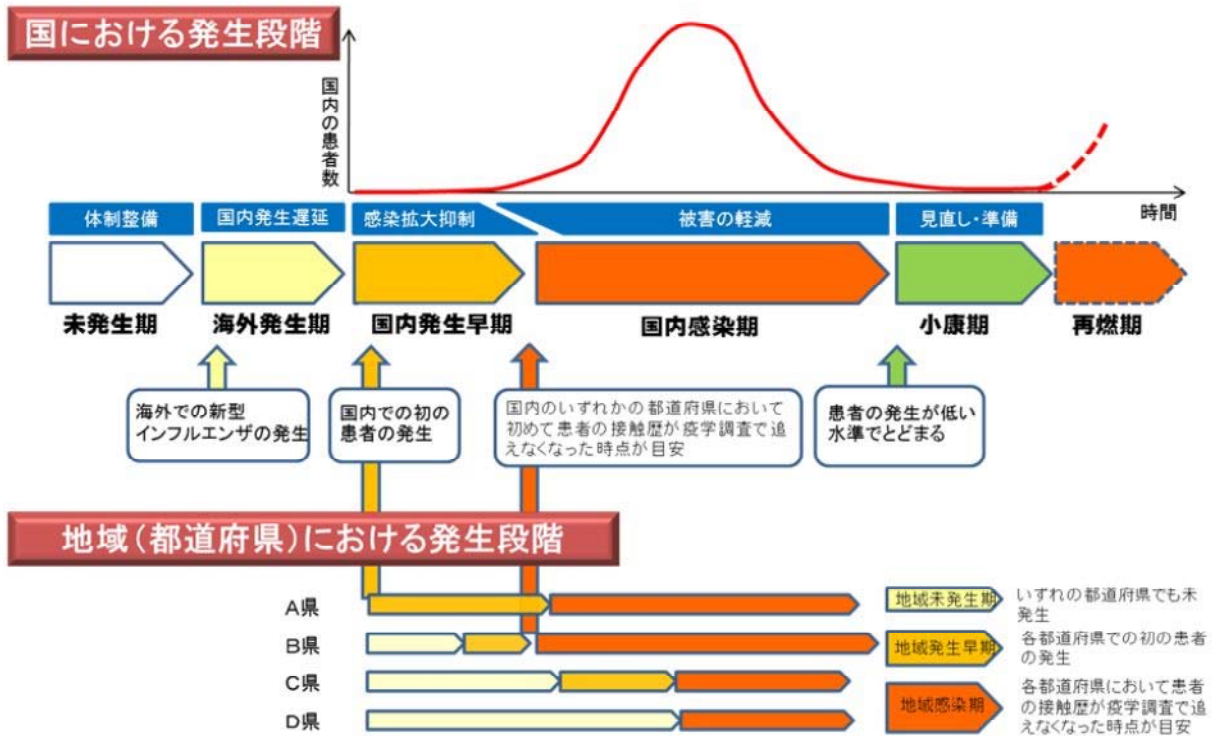 国における発生段階
国内の患者数
時間
体制整備
国内発生遅延
感染拡大抑制
被害の軽減
見直し・準備
未発生期
海外発生期
国内発生早期
国内感染期
小康期
再燃期
海外での新型
インフルエンザの発生
国内での初の
患者の発生
国内のいずれかの都道府県において
初めて患者の接触歴が疫学調査で追
えなくなった時点が目安
患者の発生が低い
水準でとどまる
地域(都道府県)における発生段階
A県
B県
C県
D県
地域未発生期
いずれの都道府県でも未
発生
地域発生早期
各都道府県での初の患者
の発生
地域感染期
各都道府県において患者
の接触歴が疫学調査で追
えなくなった時点が目安